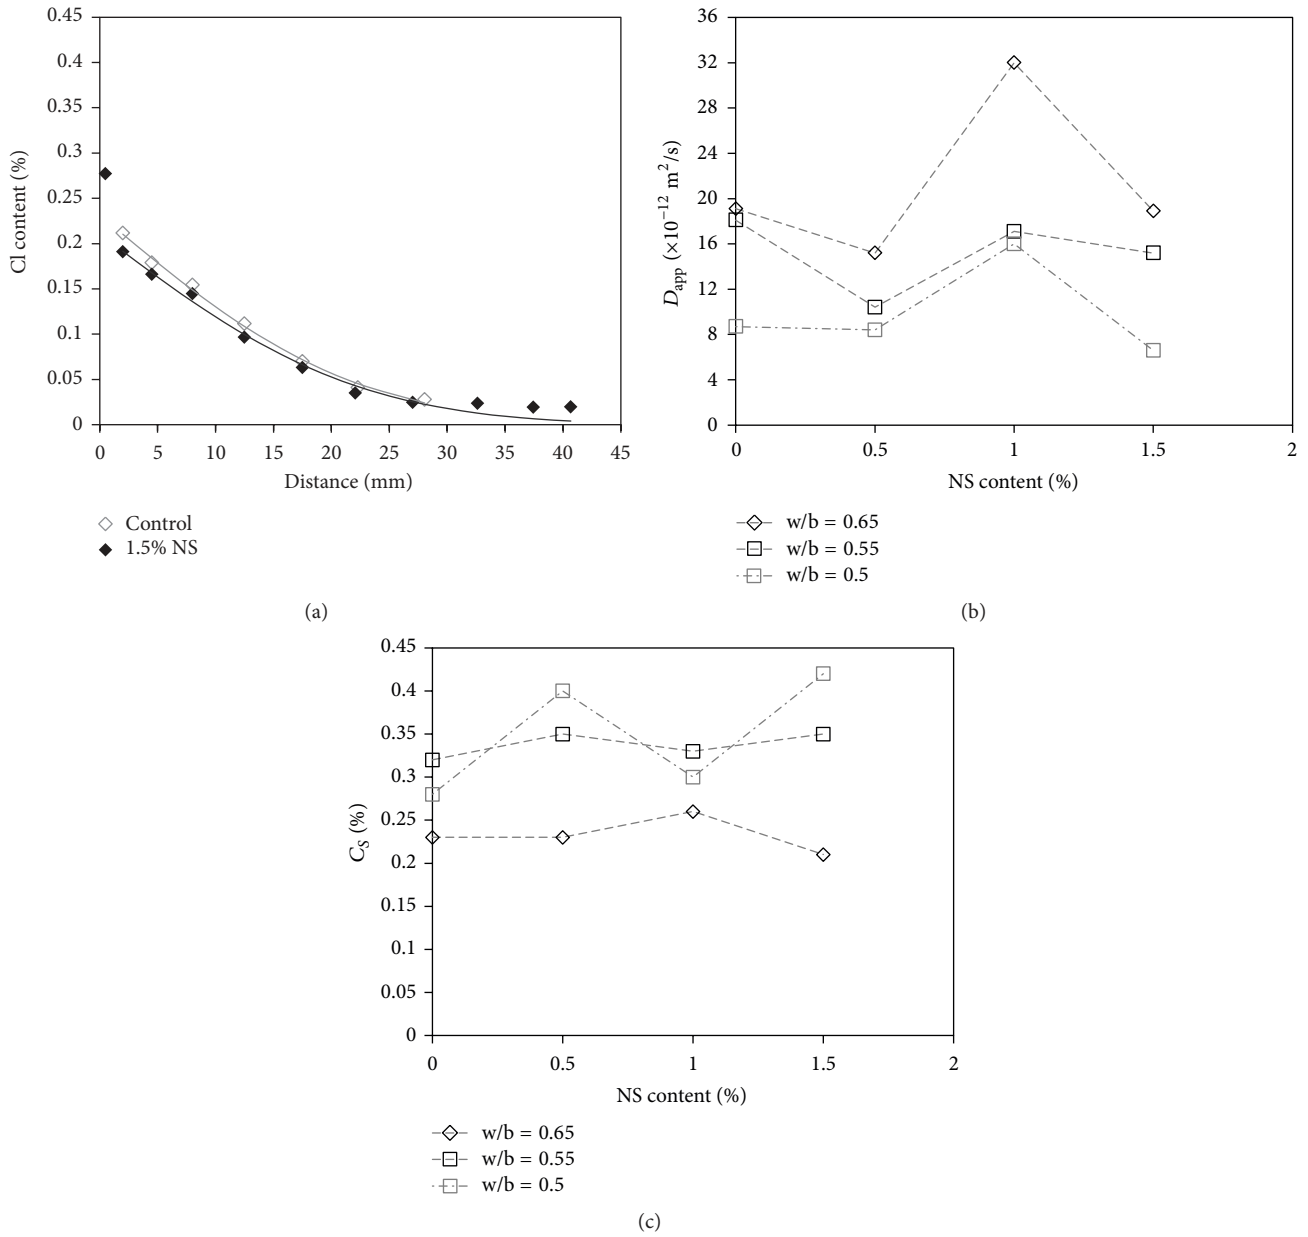 0.45
0.4
0.35
0.3
0.25
0.2
0.15
0.1
0.05
0
Cl content (%)
0 5 10 15 20 25 30 35 40 45
Distance (mm)
Control
1.5% NS
(a)
36
32
28
24
20
16
12
8
4
0
D_app (×10⁻¹² m²/s)
0 0.5 1 1.5 2
NS content (%)
w/b = 0.65
w/b = 0.55
w/b = 0.5
(b)
0.45
0.4
0.35
0.3
0.25
0.2
0.15
0.1
0.05
0
C_S (%)
0 0.5 1 1.5 2
NS content (%)
w/b = 0.65
w/b = 0.55
w/b = 0.5
(c)